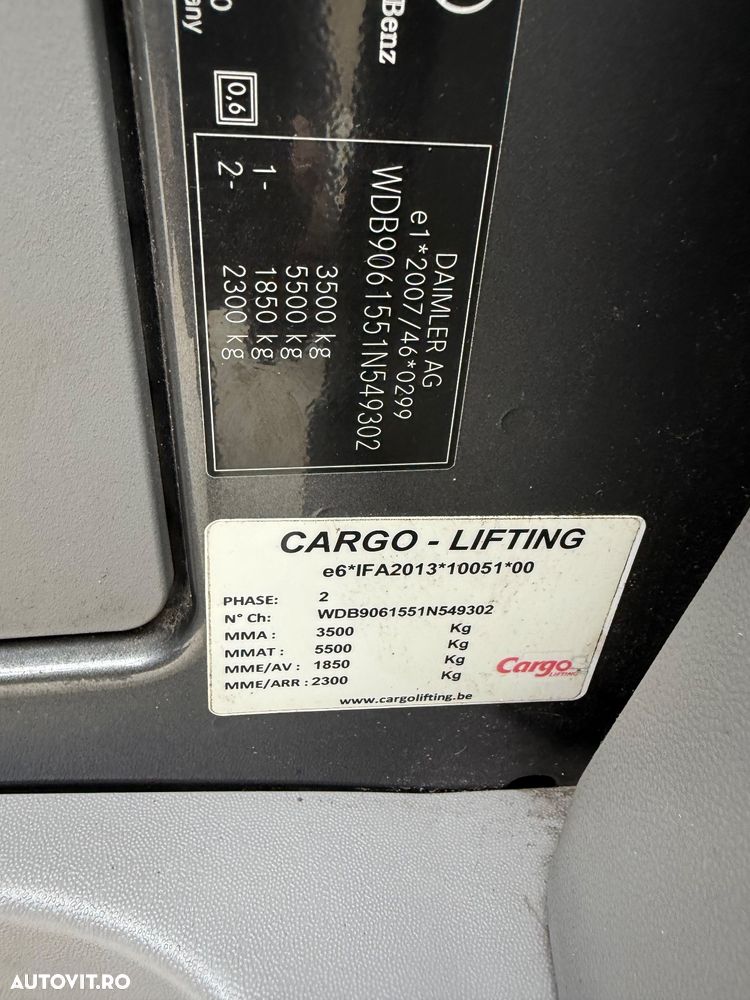 Benz
0
any
0,6
DAIMLER AG
e1*2007/46*0299
WDB9061551N549302
3500 kg
5500 kg
1- 1850 kg
2- 2300 kg
CARGO - LIFTING
e6*IFA2013*10051*00
PHASE: 2
N° Ch: WDB9061551N549302
MMA : 3500 Kg
MMAT : 5500 Kg
MME/AV : 1850 Kg
MME/ARR : 2300 Kg
Cargo
LIFTING
www.cargolifting.be
AUTOVIT.RO